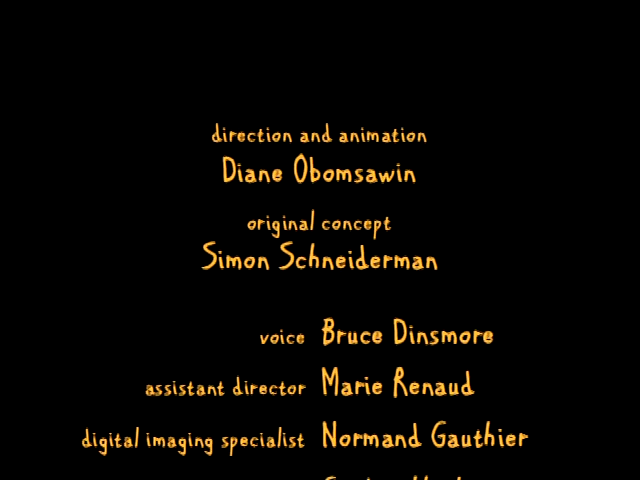 direction and animation
Diane Obomsawin
original concept
Simon Schneiderman
voice Bruce Dinsmore
assistant director Marie Renaud
digital imaging specialist Normand Gauthier